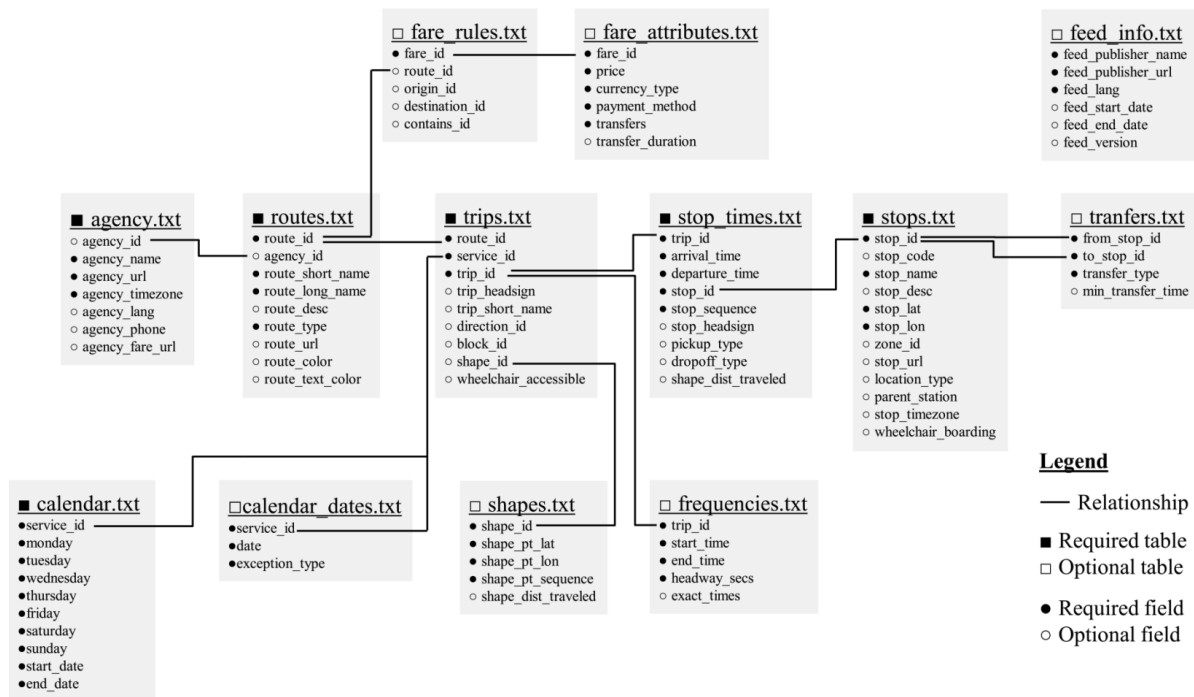 fare_rules.txt
fare_id
route_id
origin_id
destination_id
contains_id
fare_attributes.txt
fare_id
price
currency_type
payment_method
transfers
transfer_duration
feed_info.txt
feed_publisher_name
feed_publisher_url
feed_lang
feed_start_date
feed_end_date
feed_version
agency.txt
agency_id
agency_name
agency_url
agency_timezone
agency_lang
agency_phone
agency_fare_url
routes.txt
route_id
agency_id
route_short_name
route_long_name
route_desc
route_type
route_url
route_color
route_text_color
trips.txt
route_id
service_id
trip_id
trip_headsign
trip_short_name
direction_id
block_id
shape_id
wheelchair_accessible
stop_times.txt
trip_id
arrival_time
departure_time
stop_id
stop_sequence
stop_headsign
pickup_type
dropoff_type
shape_dist_traveled
stops.txt
stop_id
stop_code
stop_name
stop_desc
stop_lat
stop_lon
zone_id
stop_url
location_type
parent_station
stop_timezone
wheelchair_boarding
tranfers.txt
from_stop_id
to_stop_id
transfer_type
min_transfer_time
calendar.txt
service_id
monday
tuesday
wednesday
thursday
friday
saturday
sunday
start_date
end_date
calendar_dates.txt
service_id
date
exception_type
shapes.txt
shape_id
shape_pt_lat
shape_pt_lon
shape_pt_sequence
shape_dist_traveled
frequencies.txt
trip_id
start_time
end_time
headway_secs
exact_times
Legend
Relationship
Required table
Optional table
Required field
Optional field